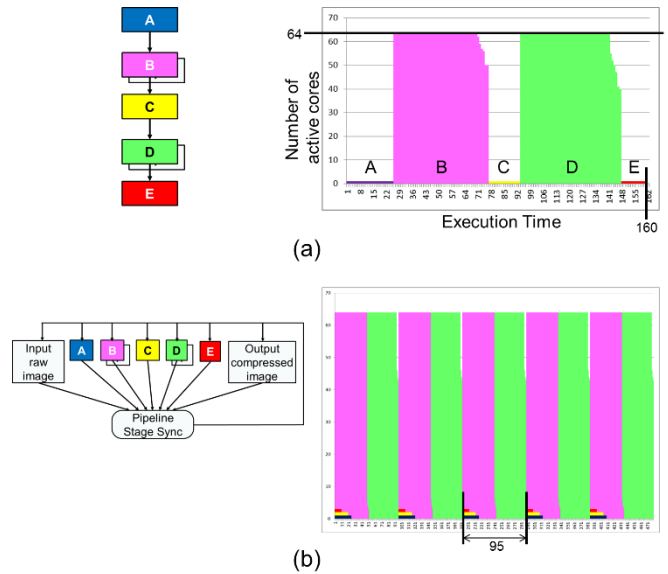 A
B
C
D
E
70
64
60
50
40
30
20
10
0
Number of
active cores
A B C D E
1 8 15 22 29 36 43 50 57 64 71 78 85 92 99 106 113 120 127 134 141 148 155 162
Execution Time
160
(a)
Input
raw
image
A B C D E
Output
compressed
image
Pipeline
Stage Sync
70
60
50
40
30
20
10
0
95
(b)